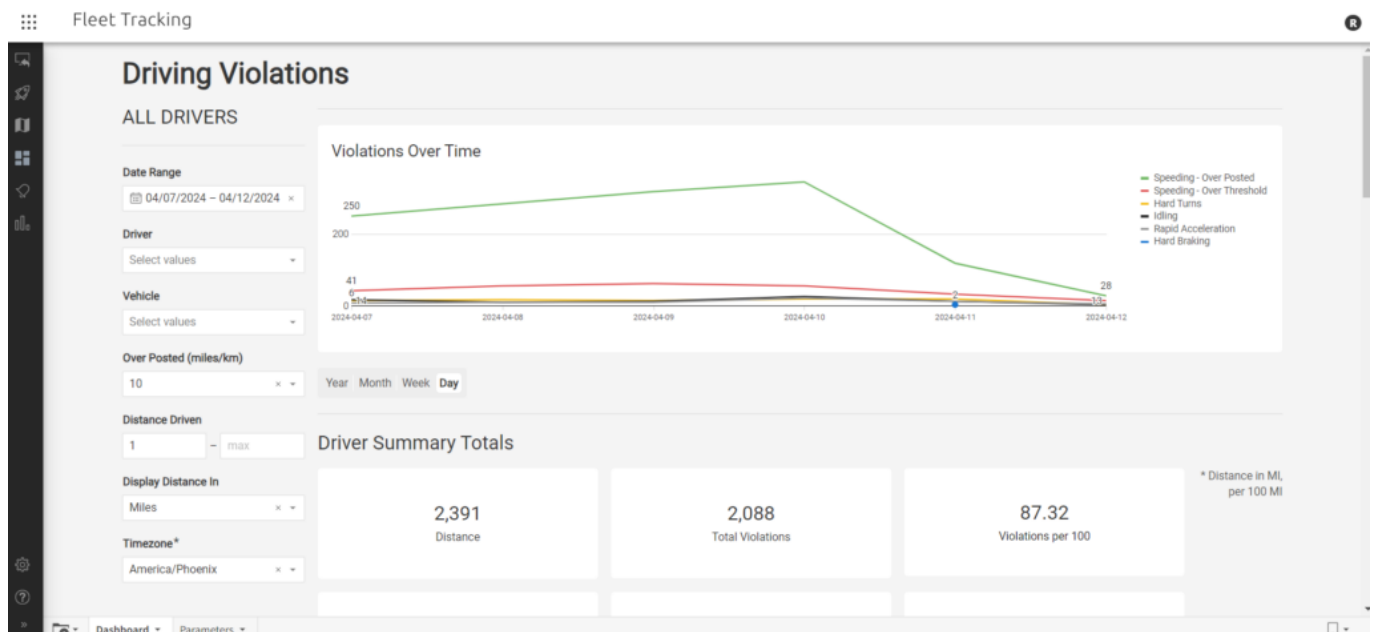 Fleet Tracking
R
Driving Violations
ALL DRIVERS
Date Range
04/07/2024 – 04/12/2024 ×
Driver
Select values
Vehicle
Select values
Over Posted (miles/km)
10 ×
Distance Driven
1 – max
Display Distance In
Miles ×
Timezone*
America/Phoenix ×
Violations Over Time
250
200
41
6
14
0
2
28
13
2024-04-07 2024-04-08 2024-04-09 2024-04-10 2024-04-11 2024-04-12
Speeding - Over Posted
Speeding - Over Threshold
Hard Turns
Idling
Rapid Acceleration
Hard Braking
Year Month Week Day
Driver Summary Totals
2,391
Distance
2,088
Total Violations
87.32
Violations per 100
* Distance in MI,
per 100 MI
Dashboard Parameters